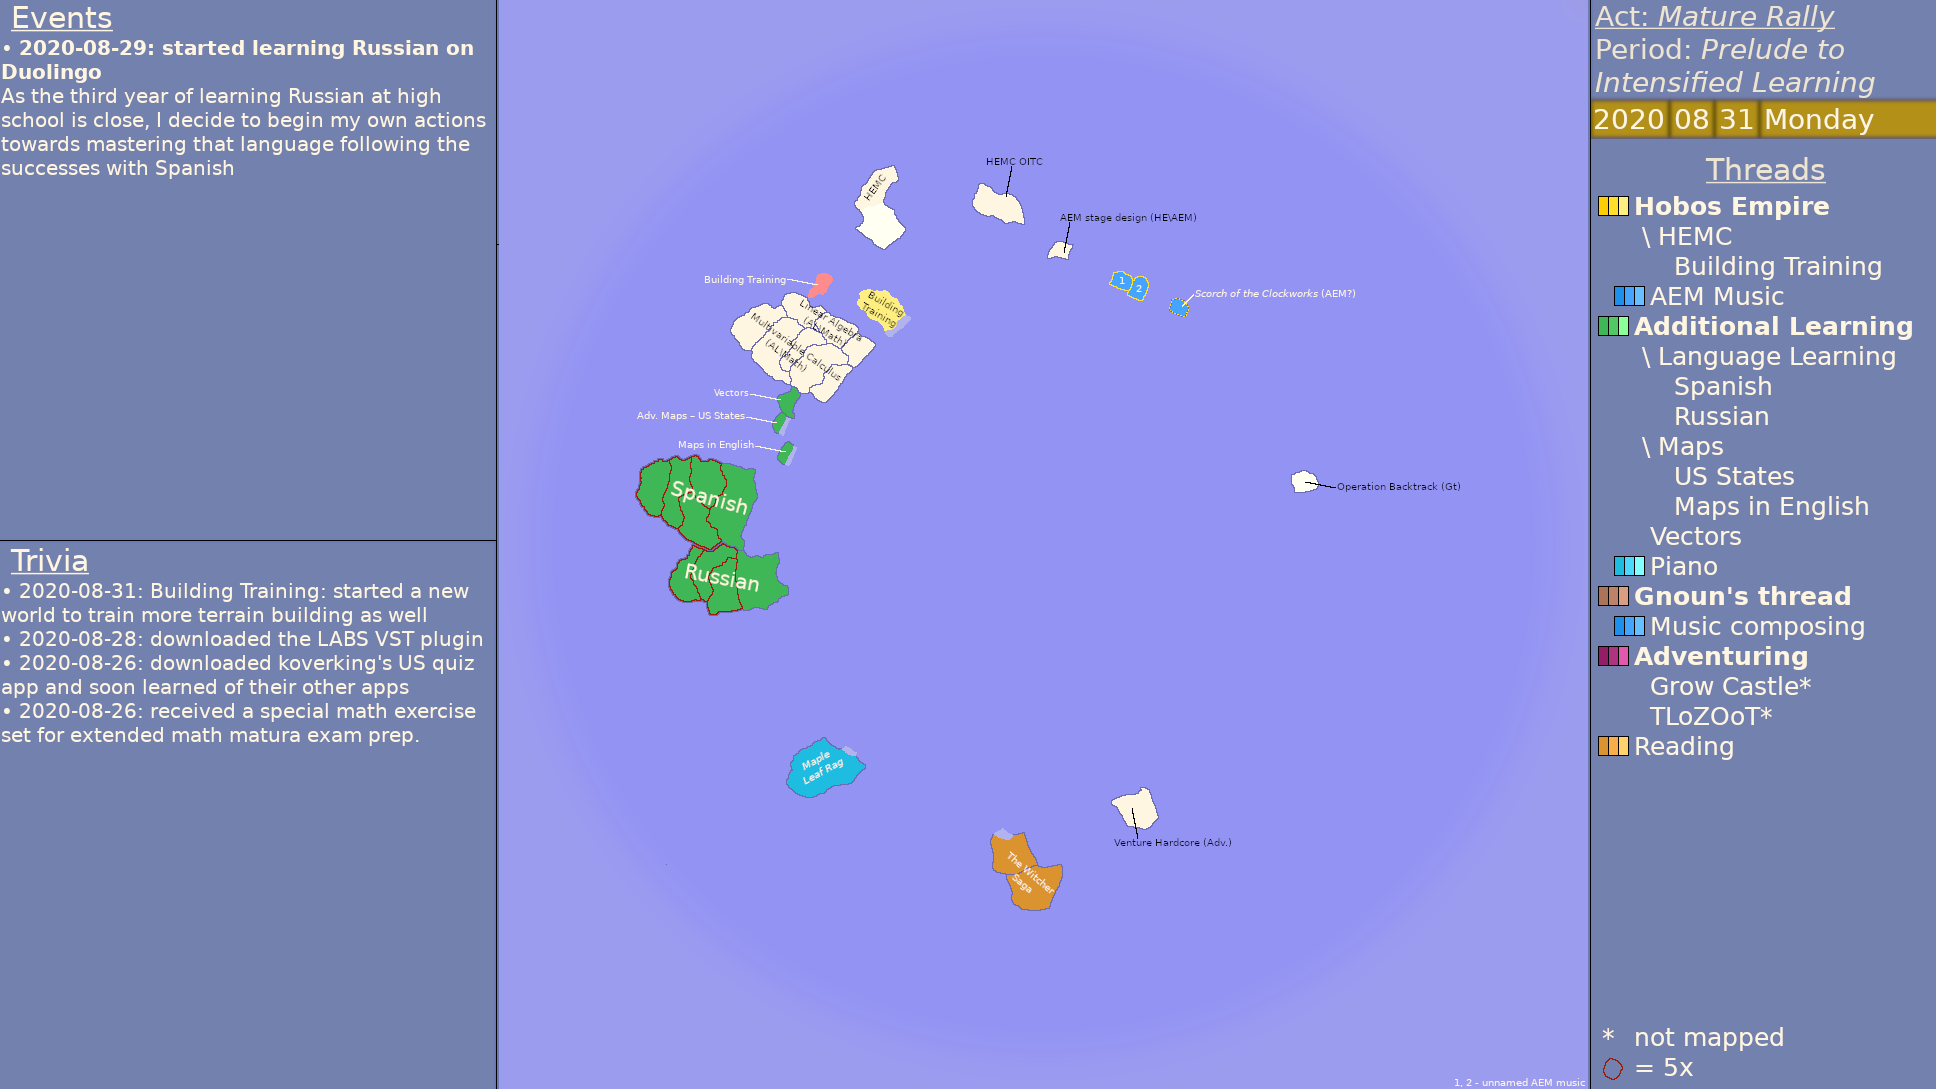 Events
• 2020-08-29: started learning Russian on
Duolingo
As the third year of learning Russian at high
school is close, I decide to begin my own actions
towards mastering that language following the
successes with Spanish
Trivia
• 2020-08-31: Building Training: started a new
world to train more terrain building as well
• 2020-08-28: downloaded the LABS VST plugin
• 2020-08-26: downloaded koverking's US quiz
app and soon learned of their other apps
• 2020-08-26: received a special math exercise
set for extended math matura exam prep.
HEMC
HEMC OITC
AEM stage design (HE\AEM)
Building Training
Building
Training
1
2
Scorch of the Clockworks (AEM?)
Linear Algebra
(AL\Math)
Multivariable Calculus
(AL\Math)
Vectors
Adv. Maps – US States
Maps in English
Spanish
Russian
Operation Backtrack (Gt)
Maple
Leaf Rag
Venture Hardcore (Adv.)
The Witcher
Saga
1, 2 - unnamed AEM music
Act: Mature Rally
Period: Prelude to
Intensified Learning
2020 08 31 Monday
Threads
Hobos Empire
\ HEMC
Building Training
AEM Music
Additional Learning
\ Language Learning
Spanish
Russian
\ Maps
US States
Maps in English
Vectors
Piano
Gnoun's thread
Music composing
Adventuring
Grow Castle*
TLoZOoT*
Reading
* not mapped
= 5x